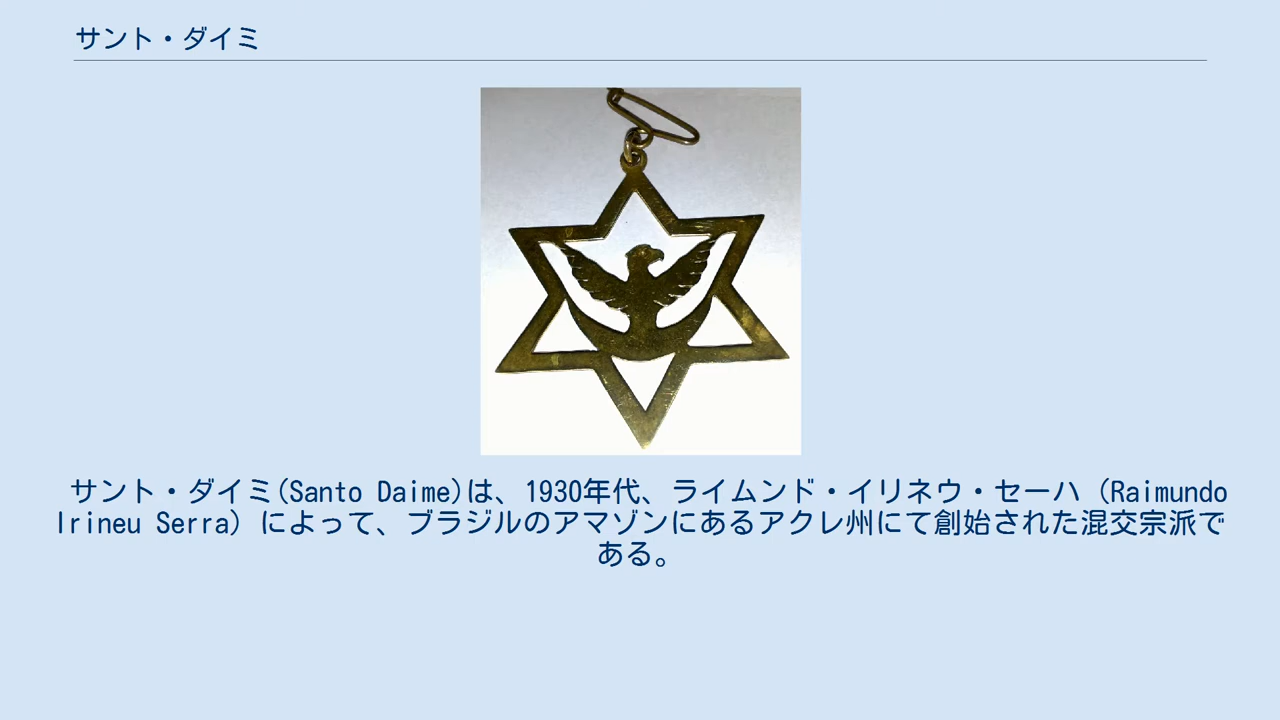 サント・ダイミ
サント・ダイミ(Santo Daime)は、1930年代、ライムンド・イリネウ・セーハ (Raimundo
Irineu Serra) によって、ブラジルのアマゾンにあるアクレ州にて創始された混交宗派で
ある。